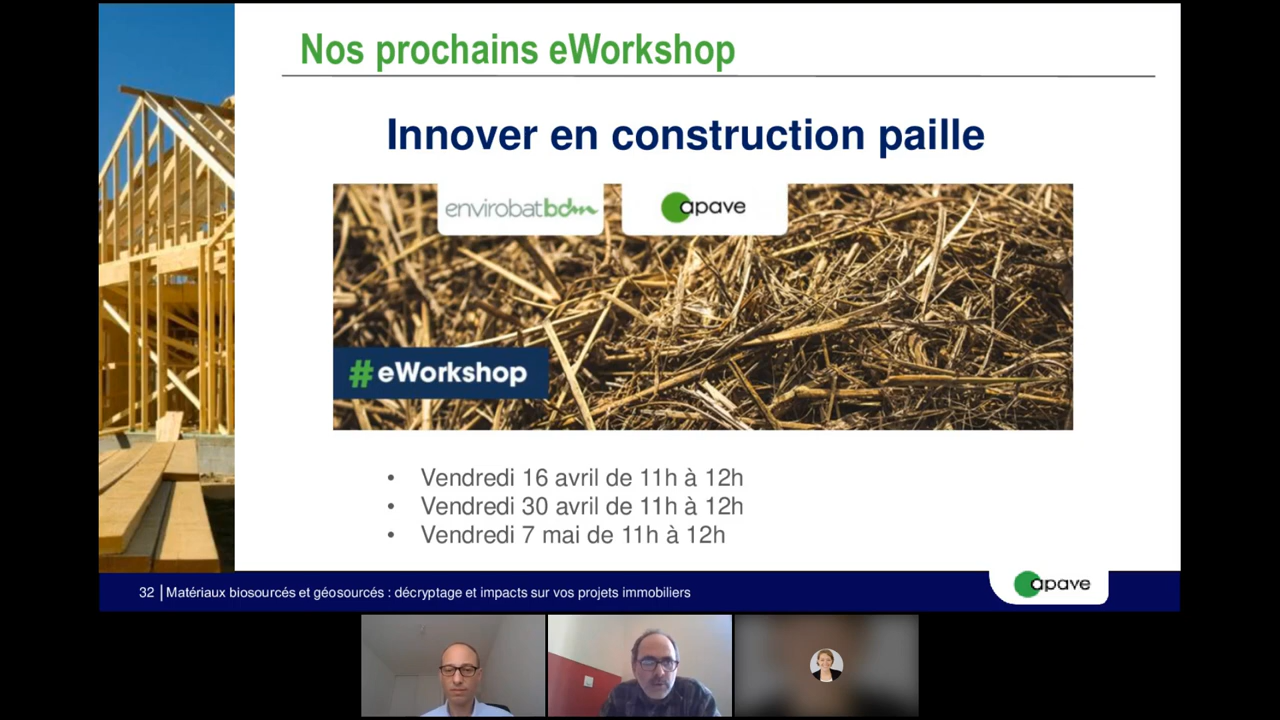 Nos prochains eWorkshop
Innover en construction paille
envirobatbdm
apave
#eWorkshop
• Vendredi 16 avril de 11h à 12h
• Vendredi 30 avril de 11h à 12h
• Vendredi 7 mai de 11h à 12h
32 | Matériaux biosourcés et géosourcés : décryptage et impacts sur vos projets immobiliers
apave